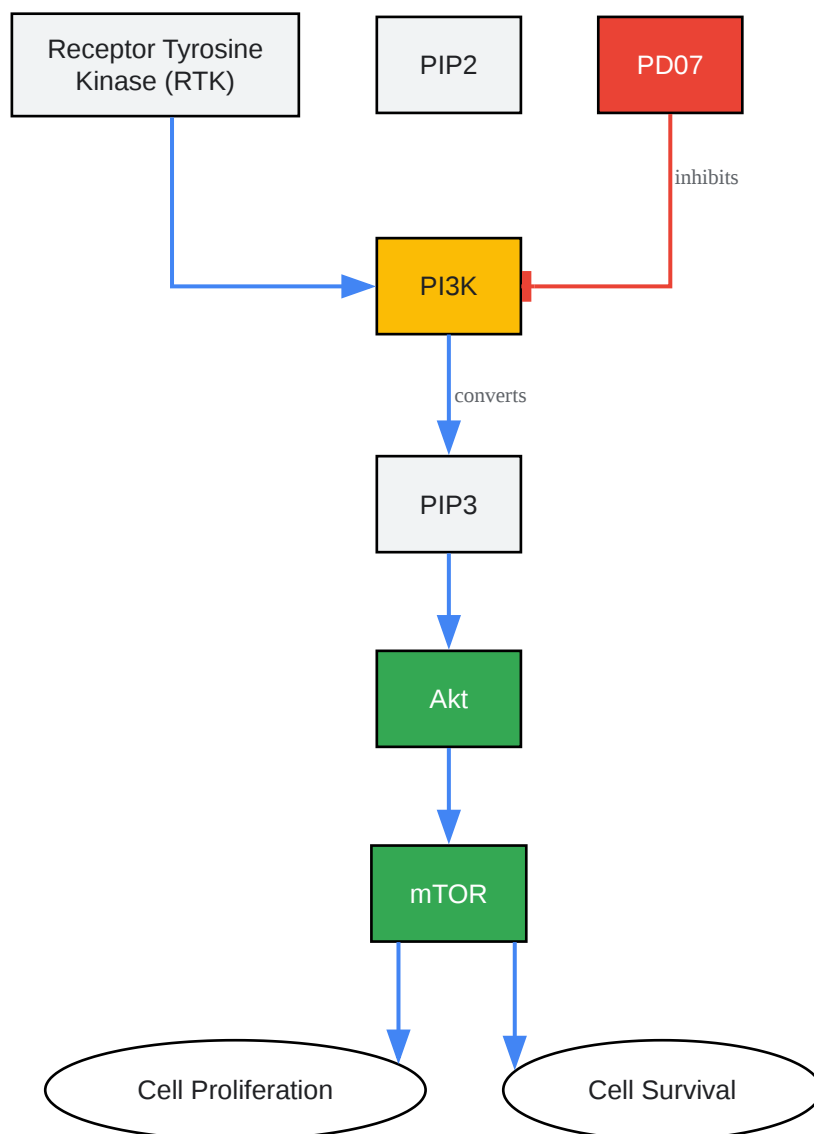 Receptor Tyrosine
Kinase (RTK)
PIP2
PD07
inhibits
PI3K
converts
PIP3
Akt
mTOR
Cell Proliferation
Cell Survival